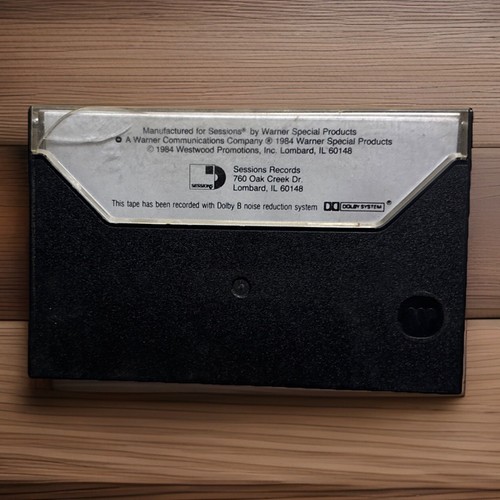 Manufactured for Sessions® by Warner Special Products
A Warner Communications Company ® 1984 Warner Special Products
© 1984 Westwood Promotions, Inc. Lombard, IL 60148
SESSIONS
Sessions Records
760 Oak Creek Dr.
Lombard, IL 60148
This tape has been recorded with Dolby B noise reduction system DOLBY SYSTEM ®